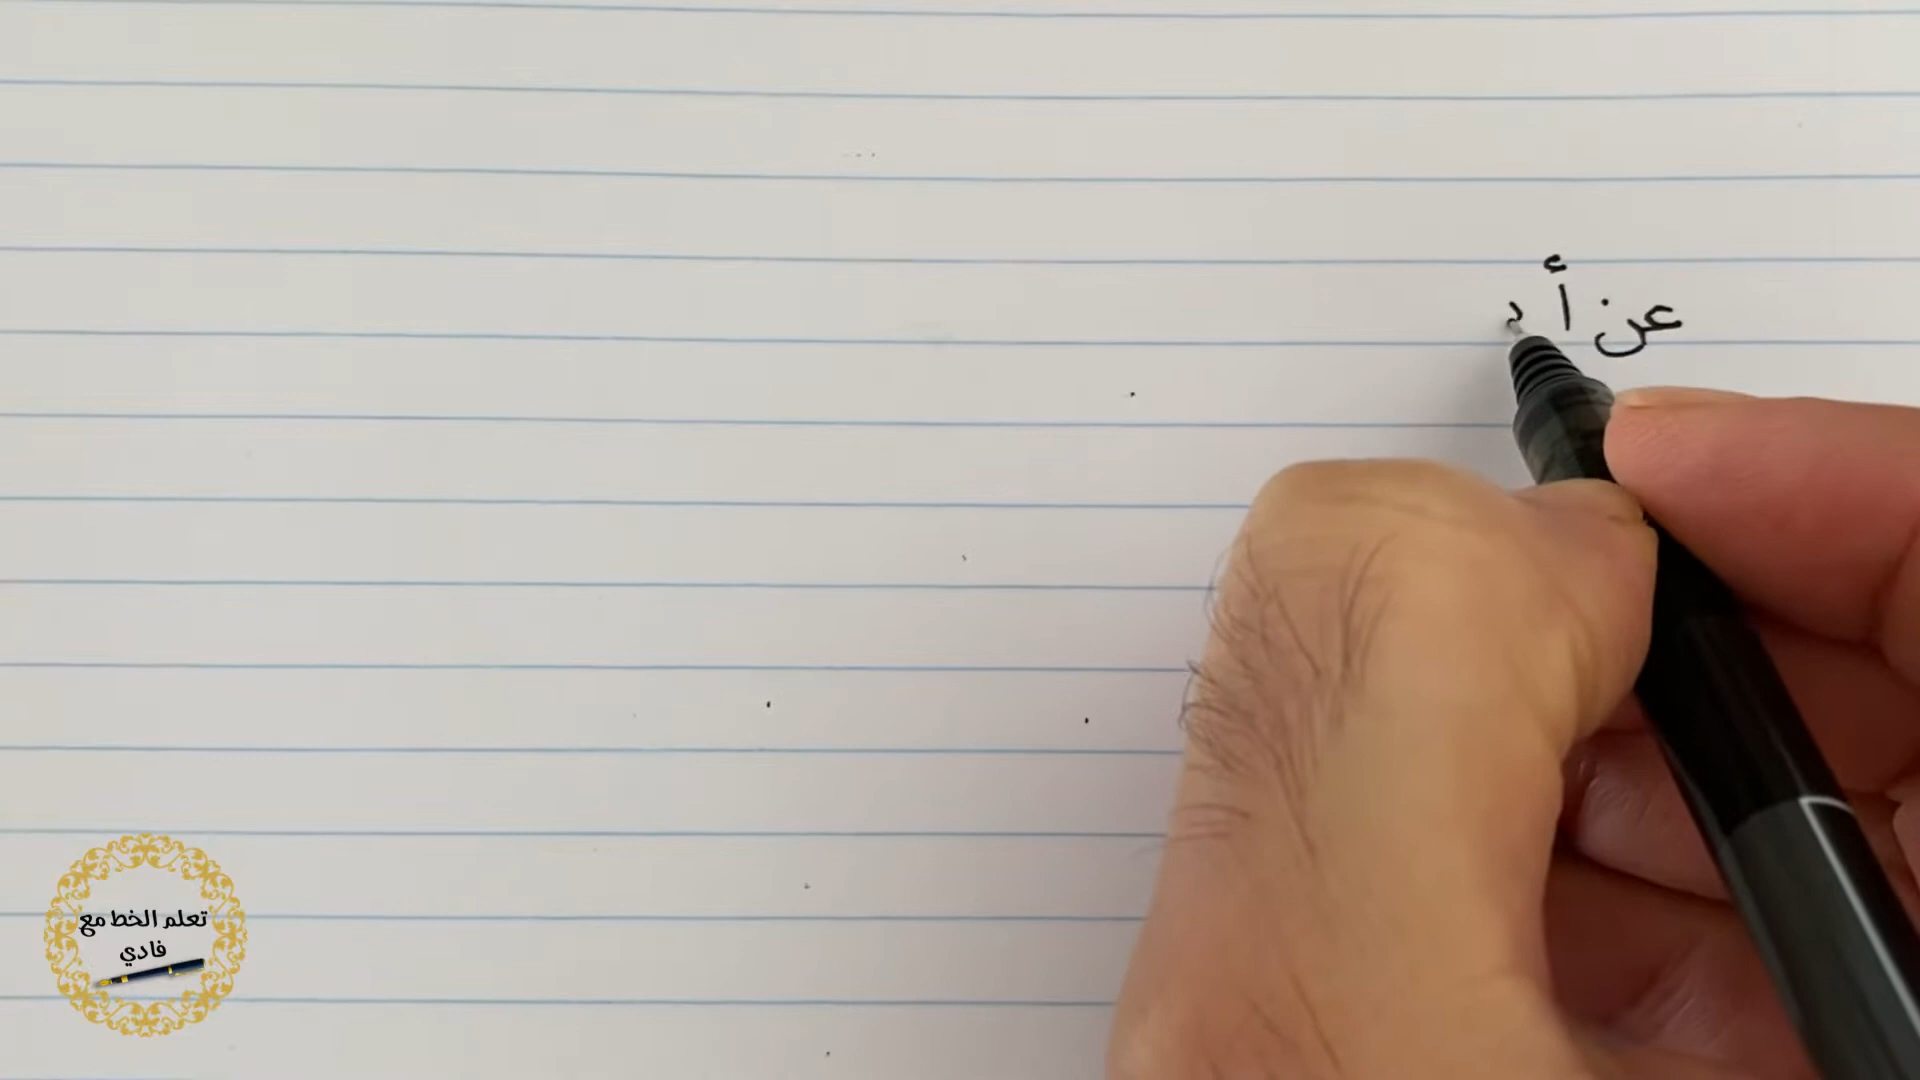 عن أ
تعلم الخط مع
فادي